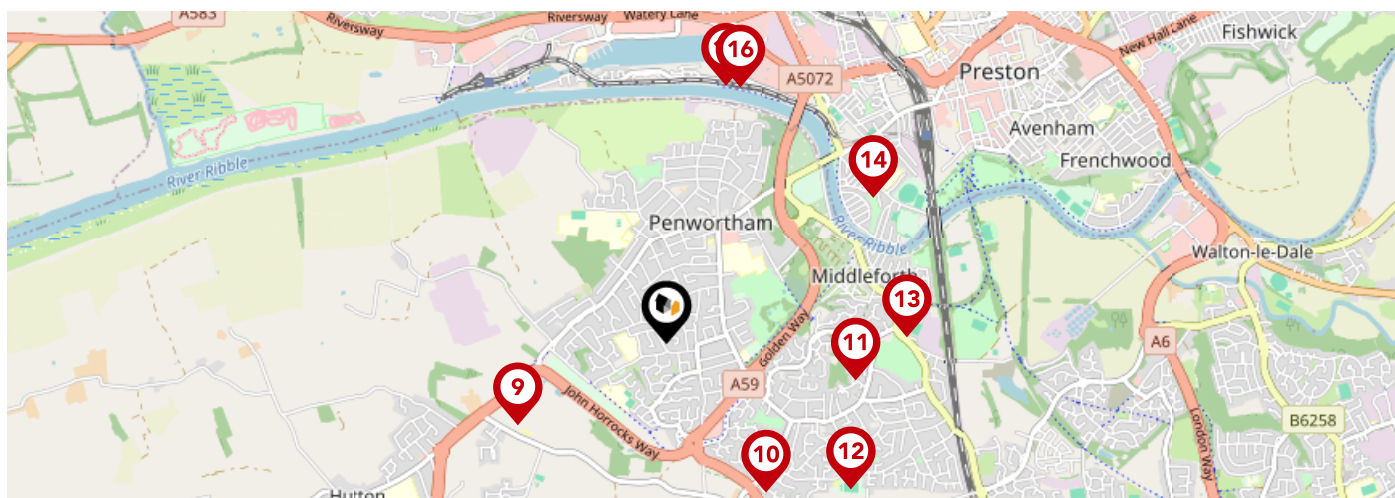 A583
Riversway
Riversway
Watery Lane
New Hall Lane
Fishwick
16
A5072
Preston
Avenham
Frenchwood
14
River Ribble
Penwortham
River Ribble
Walton-le-Dale
Middleforth
13
11
Golden Way
A6
9
A59
John Horrocks Way
London Way
B6258
10
12
Hutton